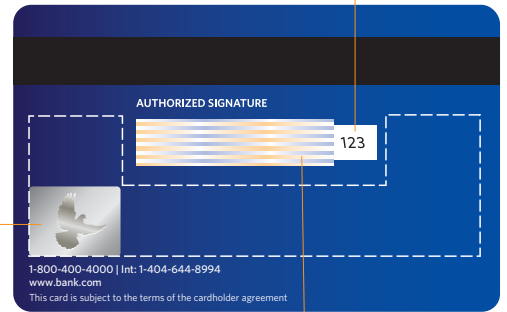 AUTHORIZED SIGNATURE
123
1-800-400-4000 | Int: 1-404-644-8994
www.bank.com
This card is subject to the terms of the cardholder agreement